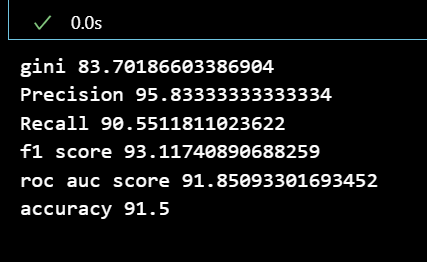 0.0s
gini 83.70186603386904
Precision 95.83333333333334
Recall 90.5511811023622
f1 score 93.11740890688259
roc auc score 91.85093301693452
accuracy 91.5